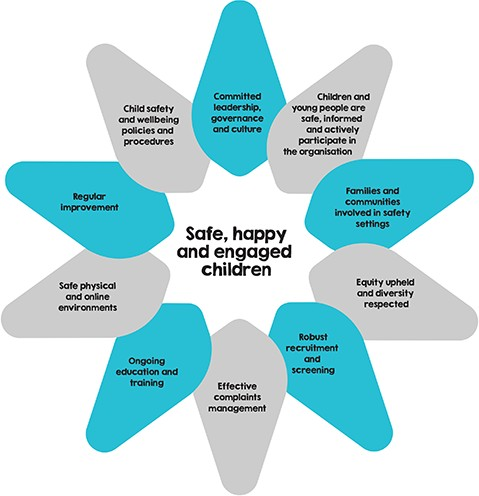 Committed
leadership,
governance
and culture
Children and
young people are
safe, informed
and actively
participate in
the organisation
Families and
communities
involved in safety
settings
Equity upheld
and diversity
respected
Robust
recruitment
and
screening
Effective
complaints
management
Ongoing
education and
training
Safe physical
and online
environments
Regular
improvement
Child safety
and wellbeing
policies and
procedures
Safe, happy
and engaged
children